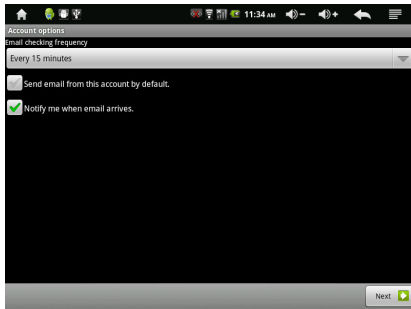 11:34 AM
Account options
Email checking frequency
Every 15 minutes
Send email from this account by default.
Notify me when email arrives.
Next